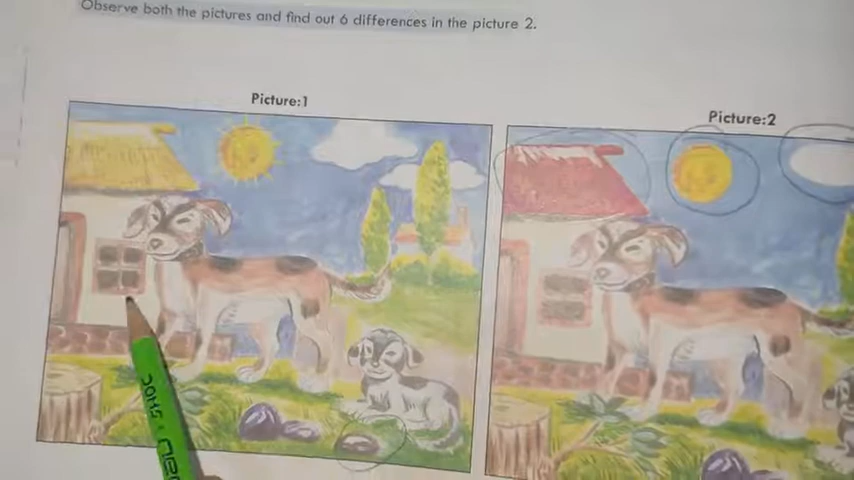 Observe both the pictures and find out 6 differences in the picture 2.
Picture:1
Picture:2